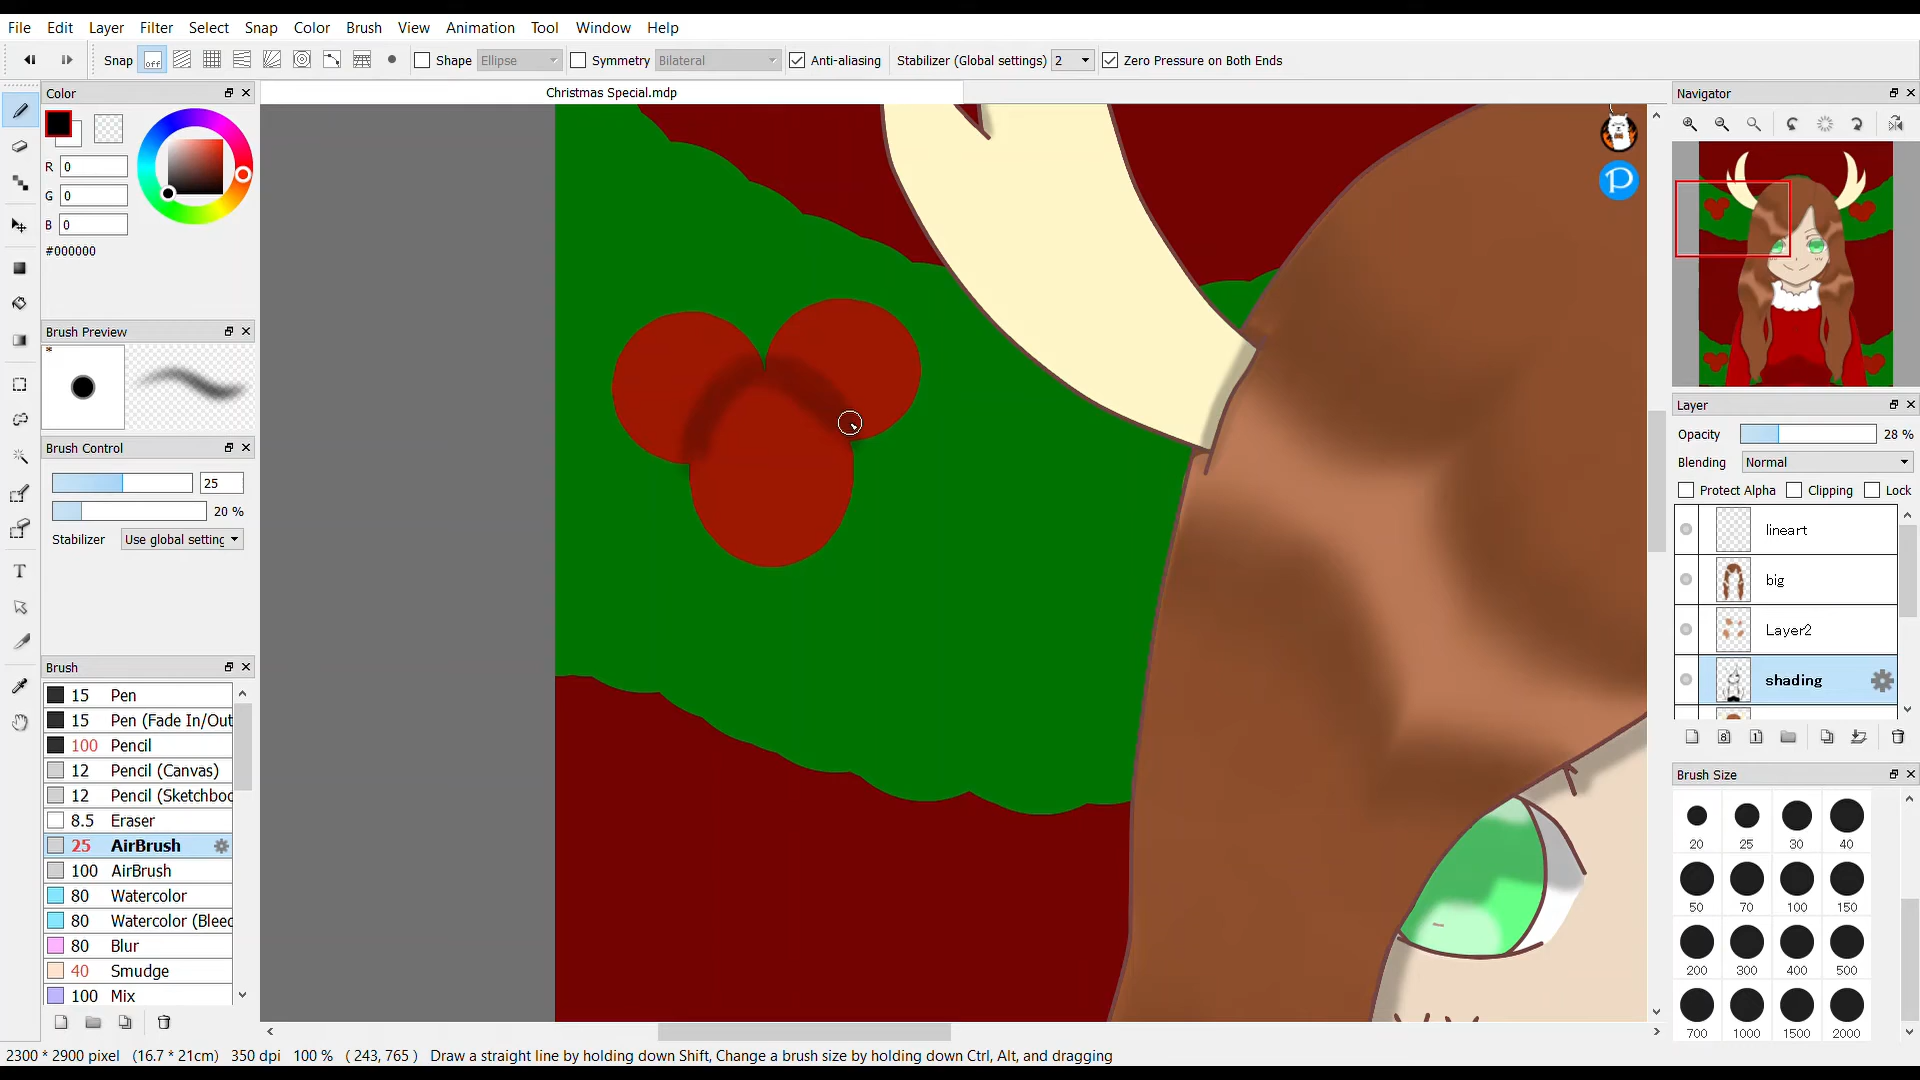 File Edit Layer Filter Select Snap Color Brush View Animation Tool Window Help
Snap off Shape Ellipse Symmetry Bilateral Anti-aliasing Stabilizer (Global settings) 2 Zero Pressure on Both Ends
Color
Christmas Special.mdp
Navigator
R 0
G 0
B 0
#000000
Brush Preview
*
Brush Control
25
20 %
Stabilizer Use global setting
Brush
15 Pen
15 Pen (Fade In/Out
100 Pencil
12 Pencil (Canvas)
12 Pencil (Sketchboo
8.5 Eraser
25 AirBrush
100 AirBrush
80 Watercolor
80 Watercolor (Bleed
80 Blur
40 Smudge
100 Mix
Layer
Opacity 28 %
Blending Normal
Protect Alpha Clipping Lock
lineart
big
Layer2
shading
8 1
Brush Size
20 25 30 40
50 70 100 150
200 300 400 500
700 1000 1500 2000
2300 * 2900 pixel (16.7 * 21cm) 350 dpi 100 % ( 243, 765 ) Draw a straight line by holding down Shift, Change a brush size by holding down Ctrl, Alt, and dragging